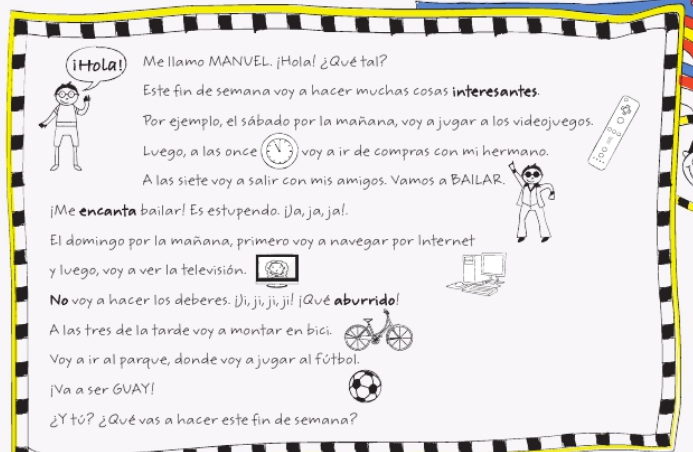 ¡Hola!
Me llamo MANUEL. ¡Hola! ¿Qué tal?
Este fin de semana voy a hacer muchas cosas interesantes.
Por ejemplo, el sábado por la mañana, voy a jugar a los videojuegos.
Luego, a las once voy a ir de compras con mi hermano.
A las siete voy a salir con mis amigos. Vamos a BAILAR.
¡Me encanta bailar! Es estupendo. ¡Ja, ja, ja!.
El domingo por la mañana, primero voy a navegar por Internet
y luego, voy a ver la televisión.
No voy a hacer los deberes. ¡Ji, ji, ji, ji! ¡Qué aburrido!
A las tres de la tarde voy a montar en bici.
Voy a ir al parque, donde voy a jugar al fútbol.
¡Va a ser GUAY!
¿Y tú? ¿Qué vas a hacer este fin de semana?